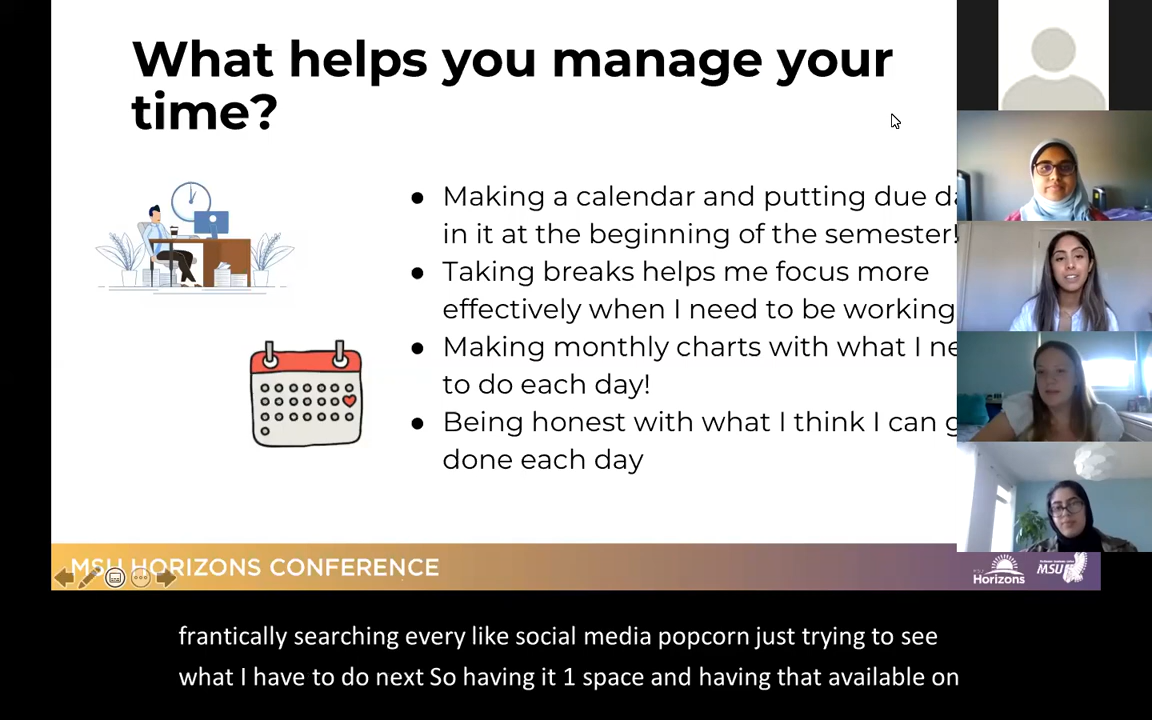 What helps you manage your
time?
● Making a calendar and putting due
in it at the beginning of the semester!
● Taking breaks helps me focus more
effectively when I need to be working
● Making monthly charts with what I
to do each day!
● Being honest with what I think I can
done each day
MSU HORIZONS CONFERENCE
Horizons
MSU
frantically searching every like social media popcorn just trying to see
what I have to do next So having it 1 space and having that available on